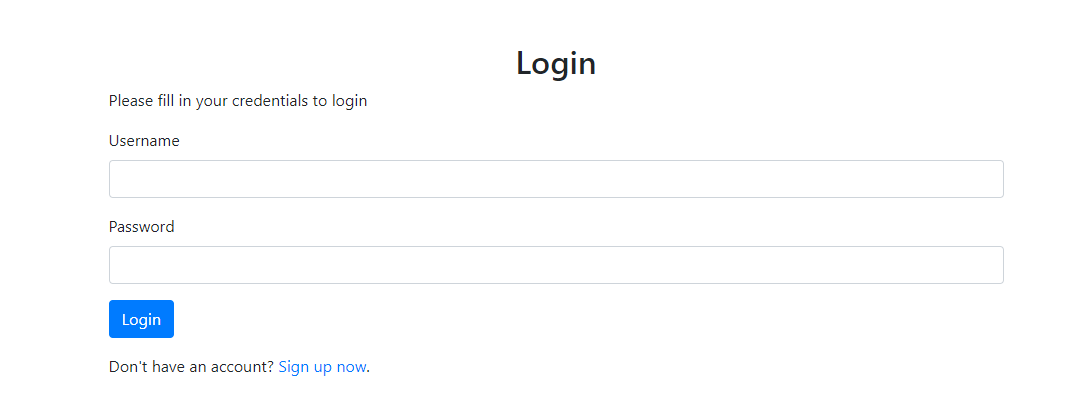 Login
Please fill in your credentials to login
Username
Password
Login
Don't have an account? Sign up now.